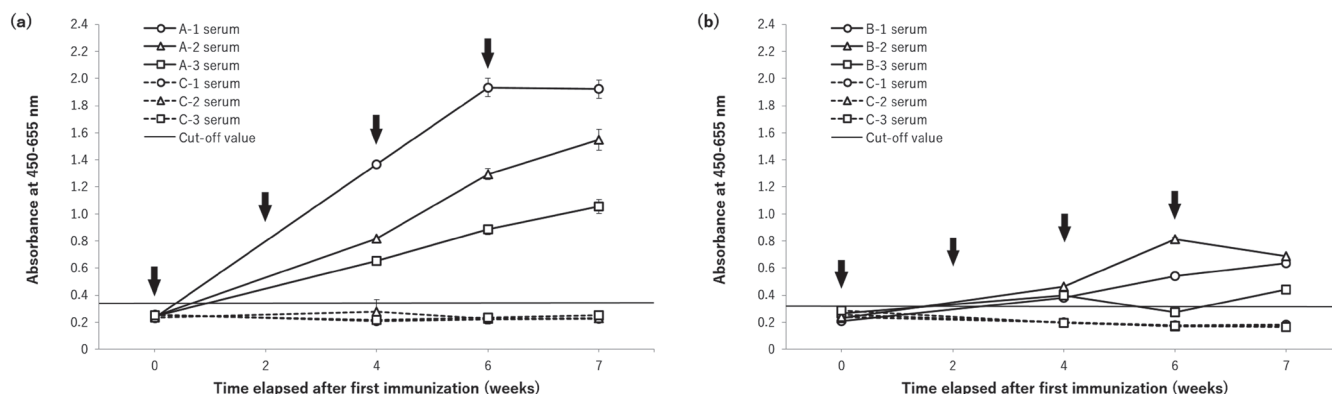 (a)
2.4
2.2
2.0
1.8
1.6
1.4
1.2
1.0
0.8
0.6
0.4
0.2
0
Absorbance at 450-655 nm
A-1 serum
A-2 serum
A-3 serum
C-1 serum
C-2 serum
C-3 serum
Cut-off value
0 2 4 6 7
Time elapsed after first immunization (weeks)
(b)
2.4
2.2
2.0
1.8
1.6
1.4
1.2
1.0
0.8
0.6
0.4
0.2
0
Absorbance at 450-655 nm
B-1 serum
B-2 serum
B-3 serum
C-1 serum
C-2 serum
C-3 serum
Cut-off value
0 2 4 6 7
Time elapsed after first immunization (weeks)